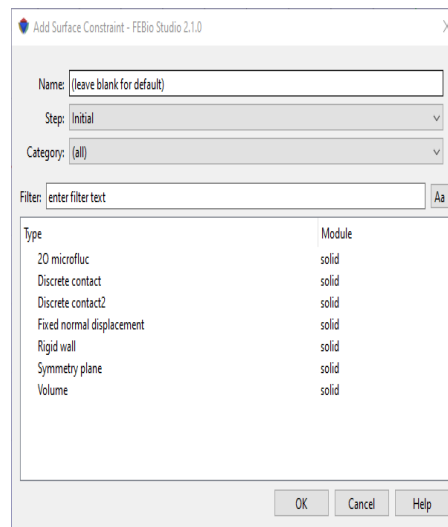 Add Surface Constraint - FEBio Studio 2.1.0
Name: (leave blank for default)
Step: Initial
Category: (all)
Filter: enter filter text Aa
Type Module
2O microfluc solid
Discrete contact solid
Discrete contact2 solid
Fixed normal displacement solid
Rigid wall solid
Symmetry plane solid
Volume solid
OK Cancel Help